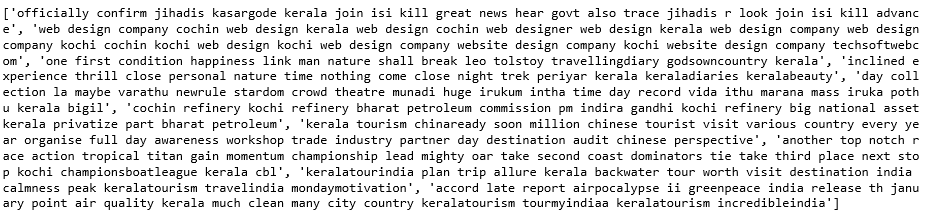 ['officially confirm jihadis kasargode kerala join isi kill great news hear govt also trace jihadis r look join isi kill advanc
e', 'web design company cochin web design kerala web design cochin web designer web design kerala web design company web design
company kochi cochin kochi web design kochi web design company website design company kochi website design company techsoftwebc
om', 'one first condition happiness link man nature shall break leo tolstoy travellingdiary godsowncountry kerala', 'inclined e
xperience thrill close personal nature time nothing come close night trek periyar kerala keraladiaries keralabeauty', 'day coll
ection la maybe varathu newrule stardom crowd theatre munadi huge irukum intha time day record vida ithu marana mass iruka poth
u kerala bigil', 'cochin refinery kochi refinery bharat petroleum commission pm indira gandhi kochi refinery big national asset
kerala privatize part bharat petroleum', 'kerala tourism chinaready soon million chinese tourist visit various country every ye
ar organise full day awareness workshop trade industry partner day destination audit chinese perspective', 'another top notch r
ace action tropical titan gain momentum championship lead mighty oar take second coast dominators tie take third place next sto
p kochi championsboatleague kerala cbl', 'keralatourindia plan trip allure kerala backwater tour worth visit destination india
calmness peak keralatourism travelindia mondaymotivation', 'accord late report airpocalypse ii greenpeace india release th janu
ary point air quality kerala much clean many city country keralatourism tourmyindiaa keralatourism incredibleindia']